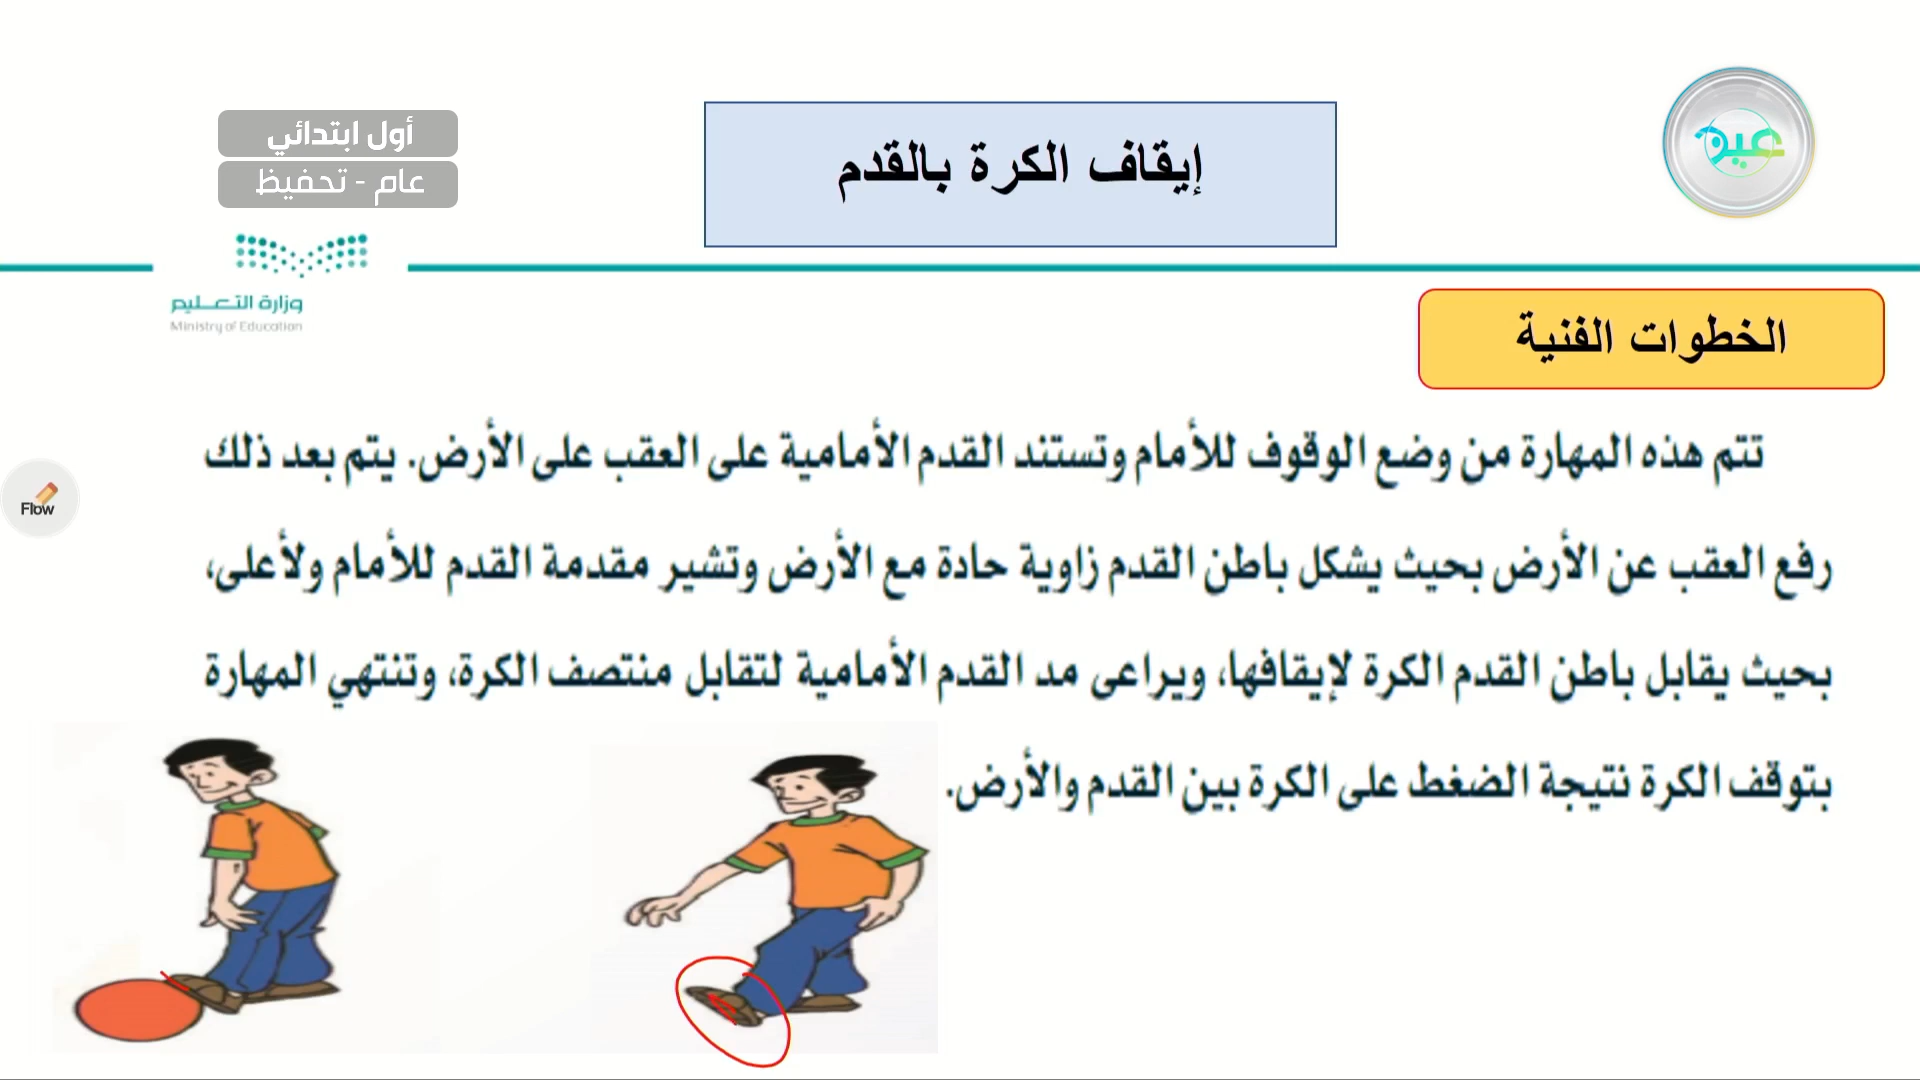 أول ابتدائي
عام - تحفيظ
إيقاف الكرة بالقدم
عين
وزارة التعليم
Ministry of Education
الخطوات الفنية
تتم هذه المهارة من وضع الوقوف للأمام وتستند القدم الأمامية على العقب على الأرض. يتم بعد ذلك
رفع العقب عن الأرض بحيث يشكل باطن القدم زاوية حادة مع الأرض وتشير مقدمة القدم للأمام ولأعلى،
بحيث يقابل باطن القدم الكرة لإيقافها، ويراعى مد القدم الأمامية لتقابل منتصف الكرة، وتنتهي المهارة
بتوقف الكرة نتيجة الضغط على الكرة بين القدم والأرض.
Flow